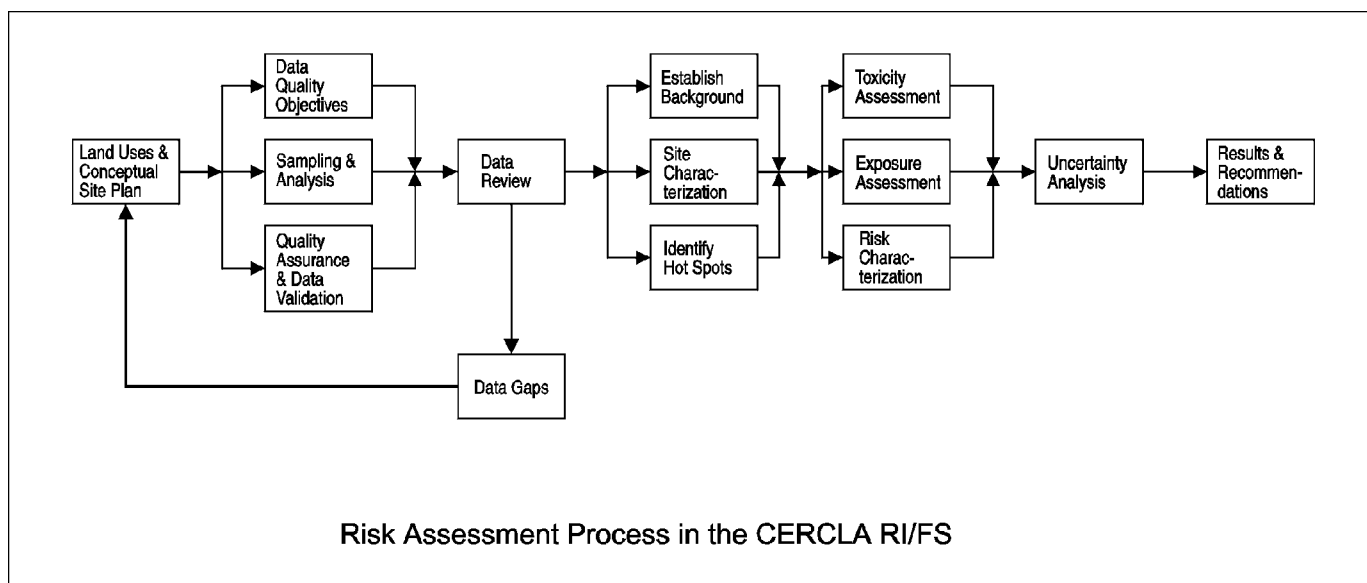 Land Uses &
Conceptual
Site Plan
Data
Quality
Objectives
Sampling &
Analysis
Quality
Assurance
& Data
Validation
Data
Review
Data Gaps
Establish
Background
Site
Charac-
terization
Identify
Hot Spots
Toxicity
Assessment
Exposure
Assessment
Risk
Charac-
terization
Uncertainty
Analysis
Results &
Recommen-
dations
Risk Assessment Process in the CERCLA RI/FS